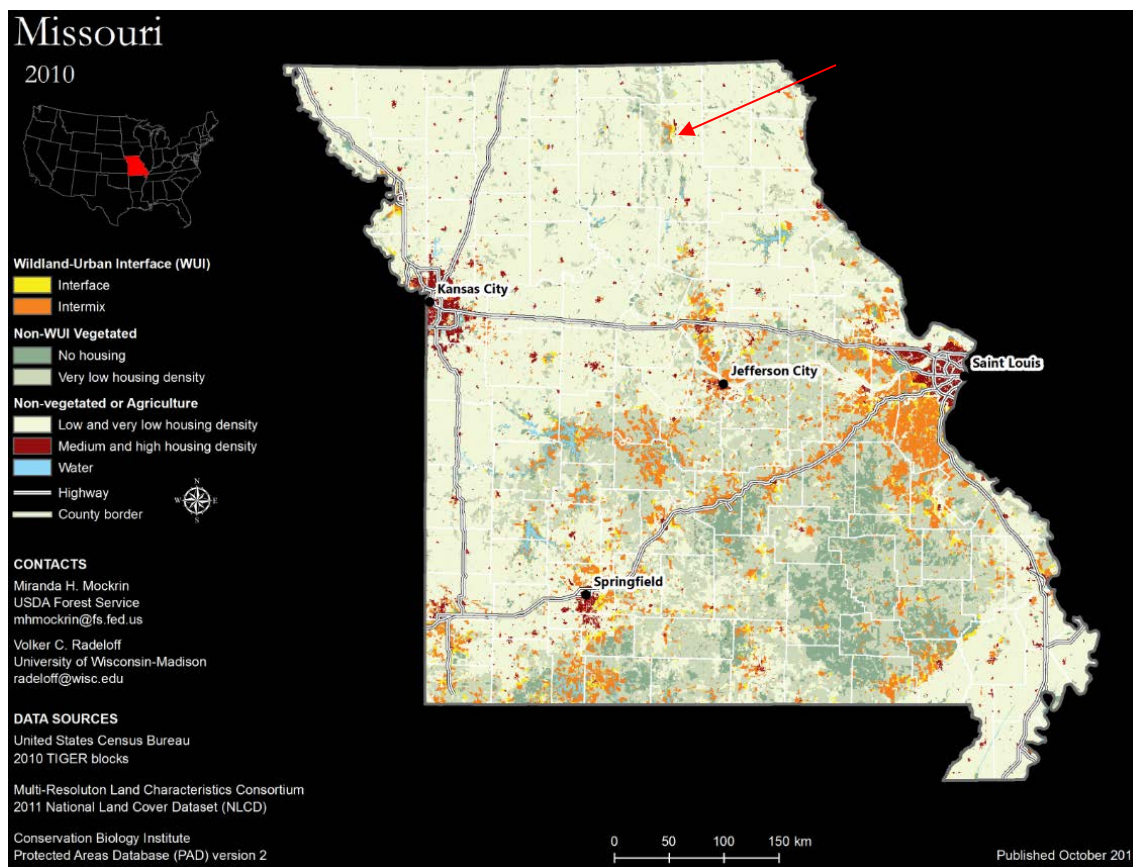 Missouri
2010
Wildland-Urban Interface (WUI)
Interface
Intermix
Non-WUI Vegetated
No housing
Very low housing density
Non-vegetated or Agriculture
Low and very low housing density
Medium and high housing density
Water
Highway
County border
N
W E
S
CONTACTS
Miranda H. Mockrin
USDA Forest Service
mhmockrin@fs.fed.us
Volker C. Radeloff
University of Wisconsin-Madison
radeloff@wisc.edu
DATA SOURCES
United States Census Bureau
2010 TIGER blocks
Multi-Resoluton Land Characteristics Consortium
2011 National Land Cover Dataset (NLCD)
Conservation Biology Institute
Protected Areas Database (PAD) version 2
Kansas City
Saint Louis
Jefferson City
Springfield
0 50 100 150 km
Published October 201